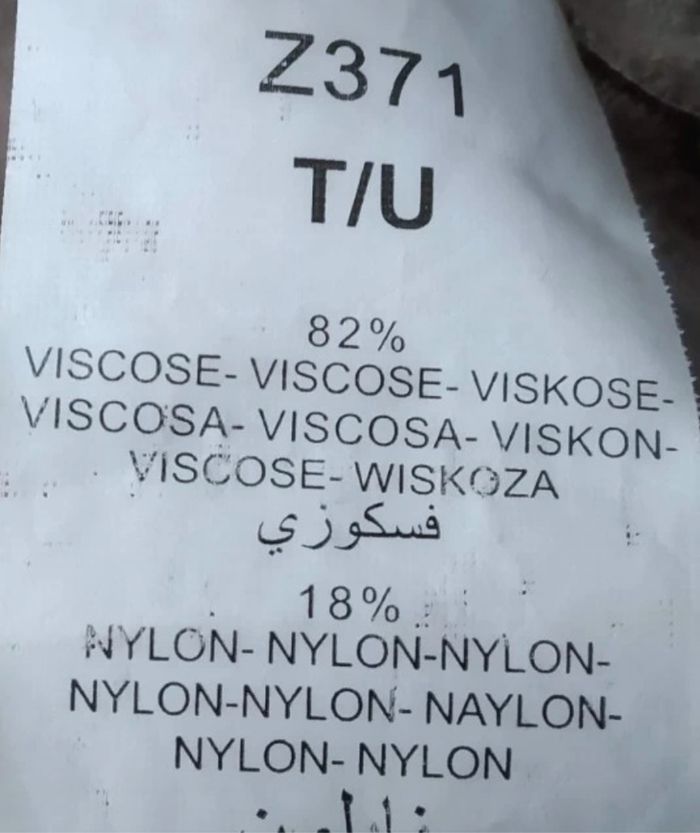 Z371
T/U
82%
VISCOSE- VISCOSE- VISKOSE-
VISCOSA- VISCOSA- VISKON-
VISCOSE- WISKOZA
فسكوزي
18%
NYLON- NYLON-NYLON-
NYLON-NYLON- NAYLON-
NYLON- NYLON